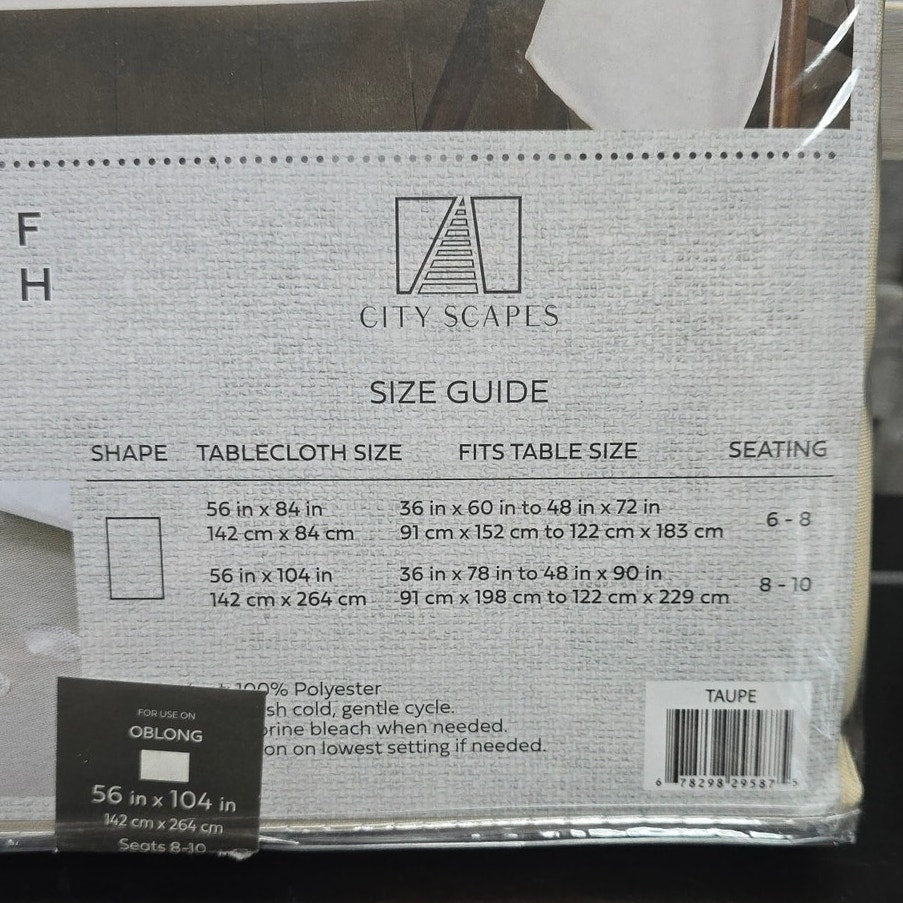 F
H
CITY SCAPES
SIZE GUIDE
SHAPE TABLECLOTH SIZE FITS TABLE SIZE SEATING
56 in x 84 in 36 in x 60 in to 48 in x 72 in 6 - 8
142 cm x 84 cm 91 cm x 152 cm to 122 cm x 183 cm
56 in x 104 in 36 in x 78 in to 48 in x 90 in 8 - 10
142 cm x 264 cm 91 cm x 198 cm to 122 cm x 229 cm
100% Polyester
sh cold, gentle cycle.
orine bleach when needed.
on on lowest setting if needed.
FOR USE ON
OBLONG
56 in x 104 in
142 cm x 264 cm
Seats 8-10
TAUPE
6 78298 29587 5